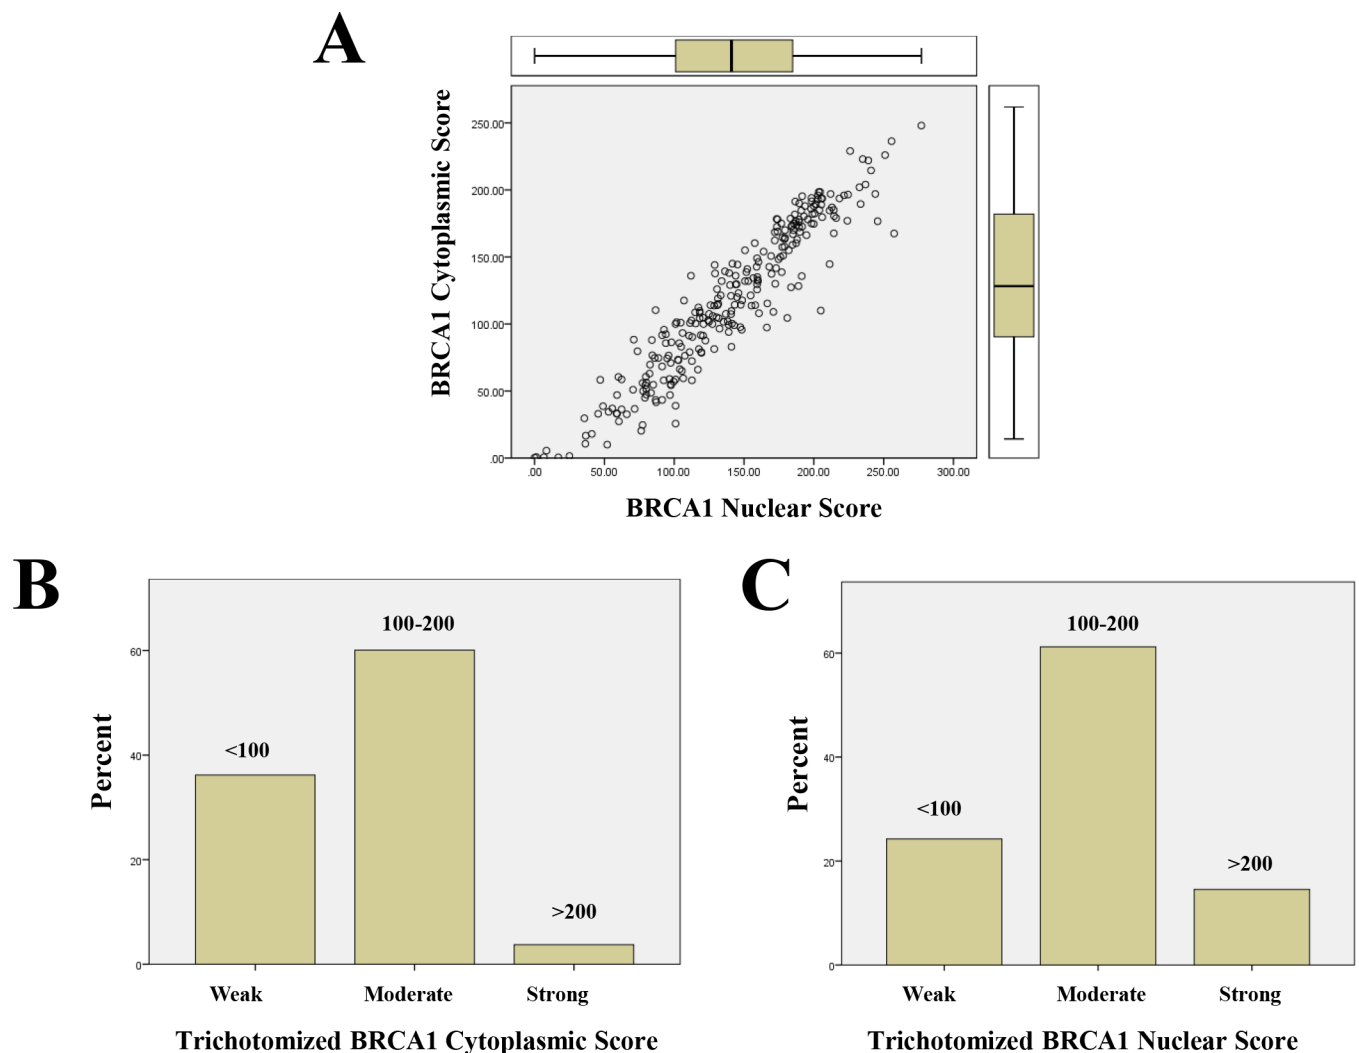 A
BRCA1 Cytoplasmic Score
250.00
200.00
150.00
100.00
50.00
.00
.00 50.00 100.00 150.00 200.00 250.00 300.00
BRCA1 Nuclear Score
B
Percent
60
40
20
0
<100
100-200
>200
Weak Moderate Strong
Trichotomized BRCA1 Cytoplasmic Score
C
Percent
60
40
20
0
<100
100-200
>200
Weak Moderate Strong
Trichotomized BRCA1 Nuclear Score